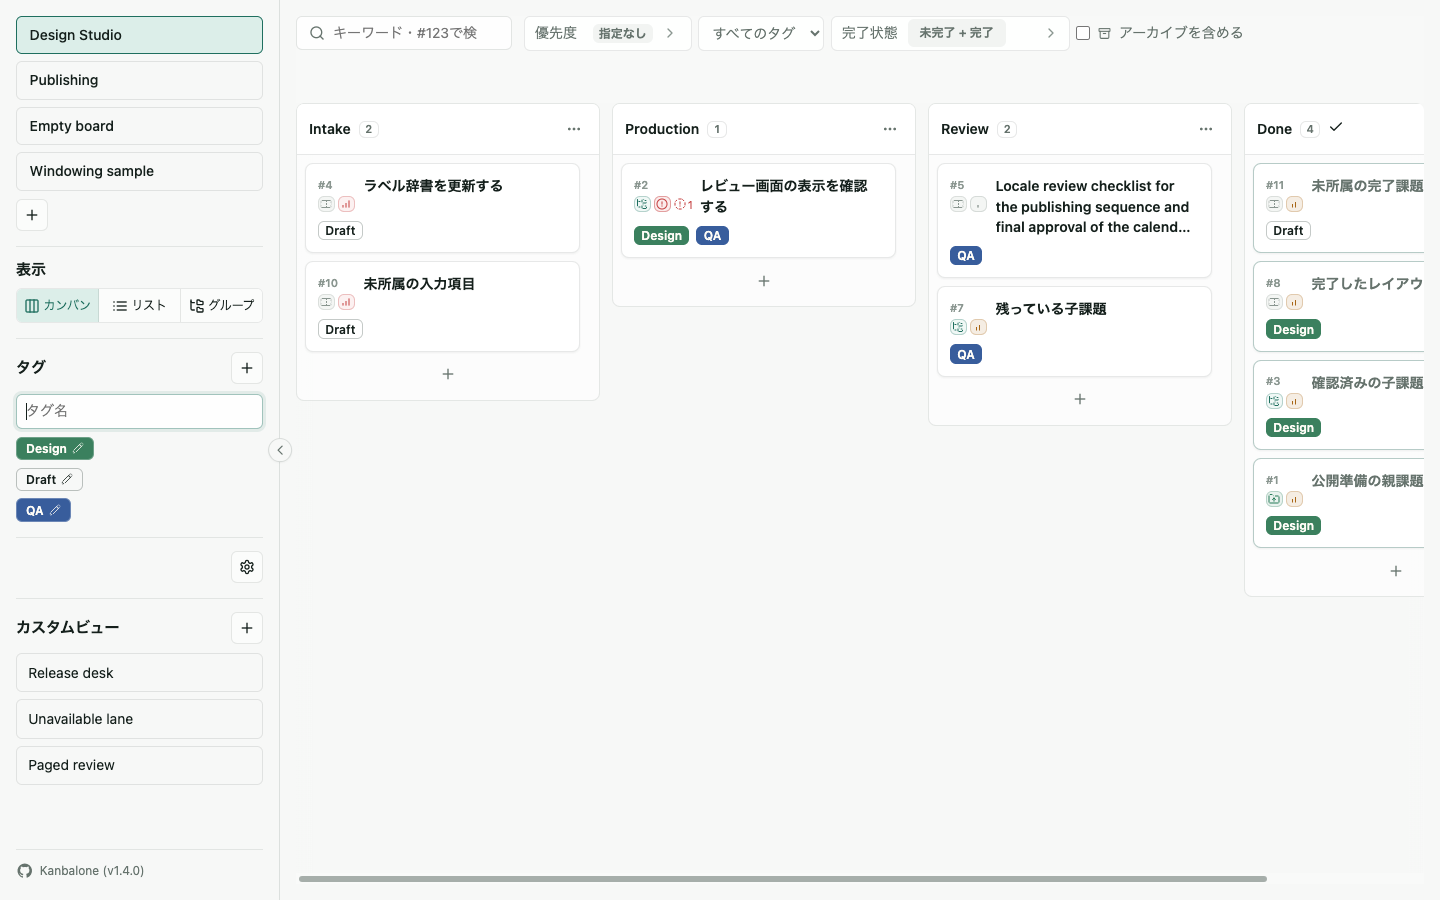 Design Studio
Publishing
Empty board
Windowing sample
表示
カンバン
リスト
グループ
タグ
タグ名
Design
Draft
QA
カスタムビュー
Release desk
Unavailable lane
Paged review
Kanbalone (v1.4.0)
キーワード・#123で検
優先度 指定なし
すべてのタグ
完了状態 未完了 + 完了
アーカイブを含める
Intake 2
#4 ラベル辞書を更新する
Draft
#10 未所属の入力項目
Draft
Production 1
#2 レビュー画面の表示を確認
1 する
Design QA
Review 2
#5 Locale review checklist for
the publishing sequence and
final approval of the calend...
QA
#7 残っている子課題
QA
Done 4
#11 未所属の完了課題
Draft
#8 完了したレイアウ
Design
#3 確認済みの子課題
Design
#1 公開準備の親課題
Design